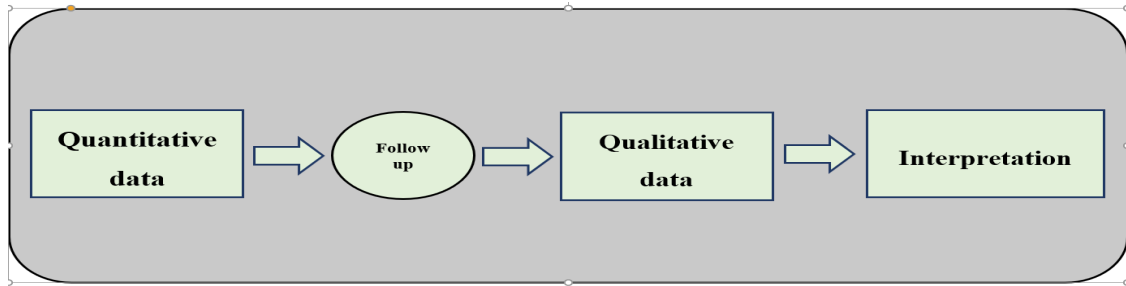 Quantitative
data
Follow
up
Qualitative
data
Interpretation